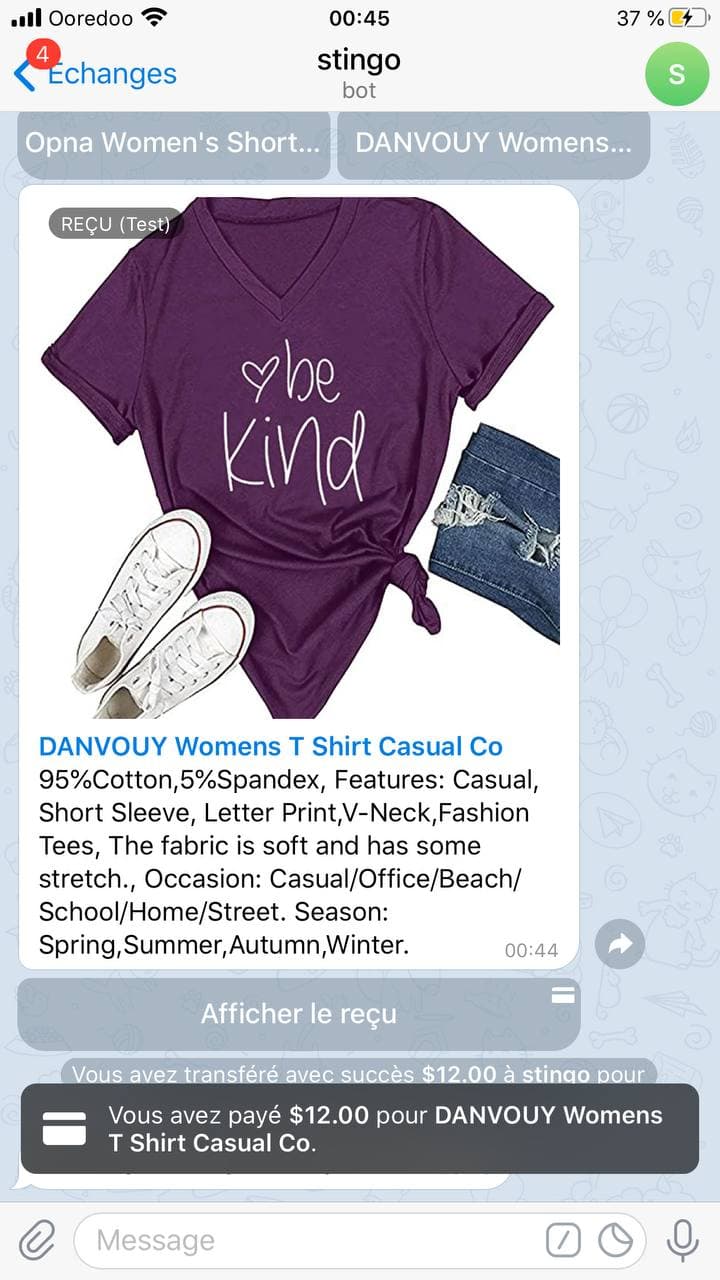 Ooredoo
00:45
37 %
4
Echanges
stingo
bot
S
Opna Women's Short...
DANVOUY Womens...
REÇU (Test)
be
Kind
DANVOUY Womens T Shirt Casual Co
95%Cotton,5%Spandex, Features: Casual,
Short Sleeve, Letter Print,V-Neck,Fashion
Tees, The fabric is soft and has some
stretch., Occasion: Casual/Office/Beach/
School/Home/Street. Season:
Spring,Summer,Autumn,Winter.
00:44
Afficher le reçu
Vous avez transféré avec succès $12.00 à stingo pour
Vous avez payé $12.00 pour DANVOUY Womens
T Shirt Casual Co.
Message